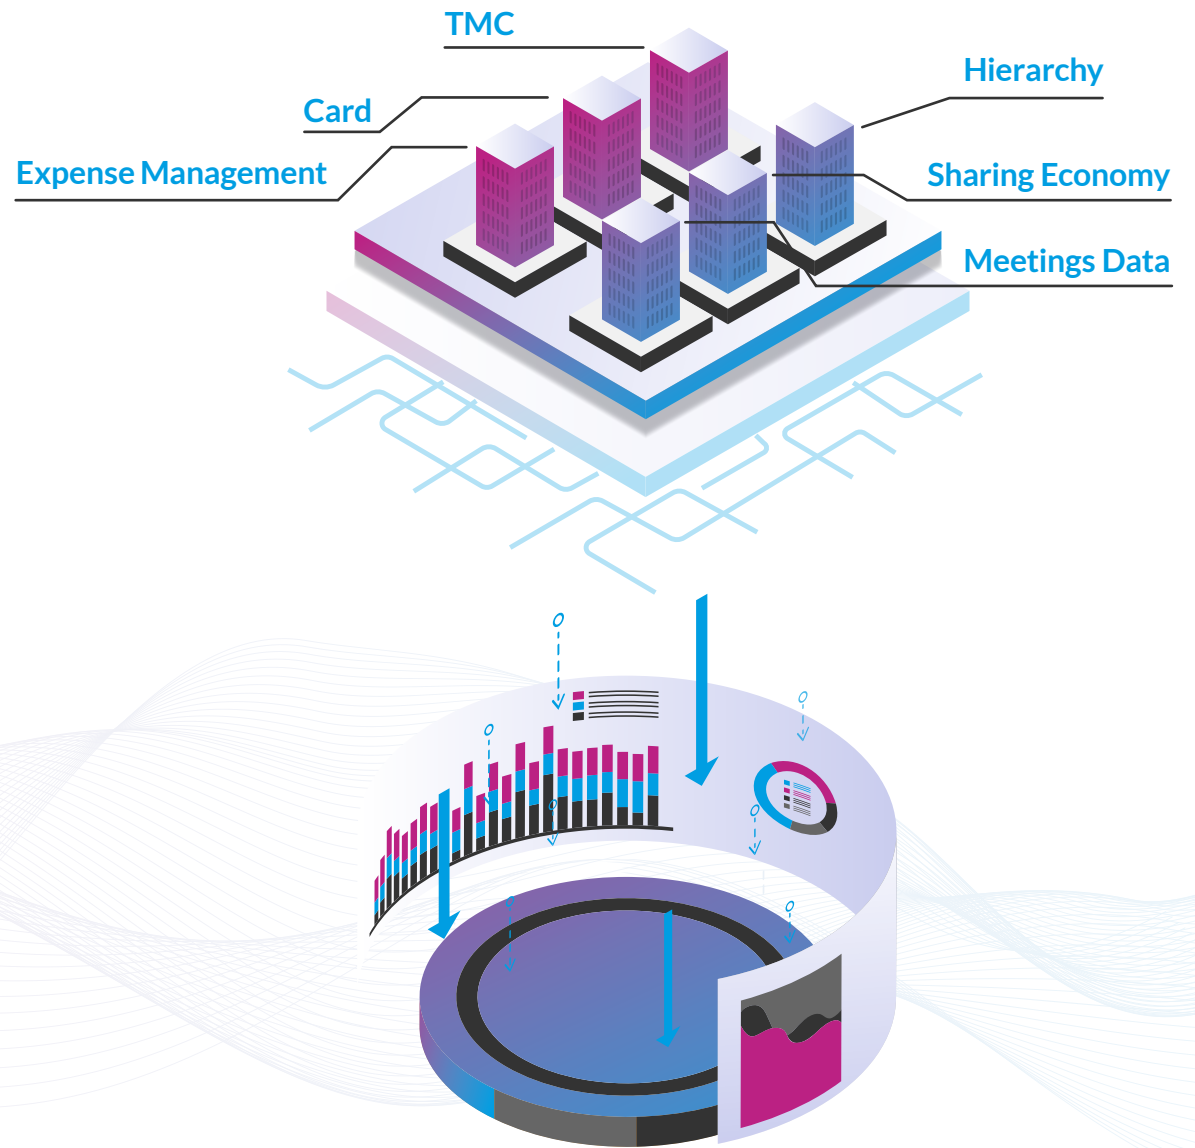 TMC
Hierarchy
Card
Expense Management
Sharing Economy
Meetings Data